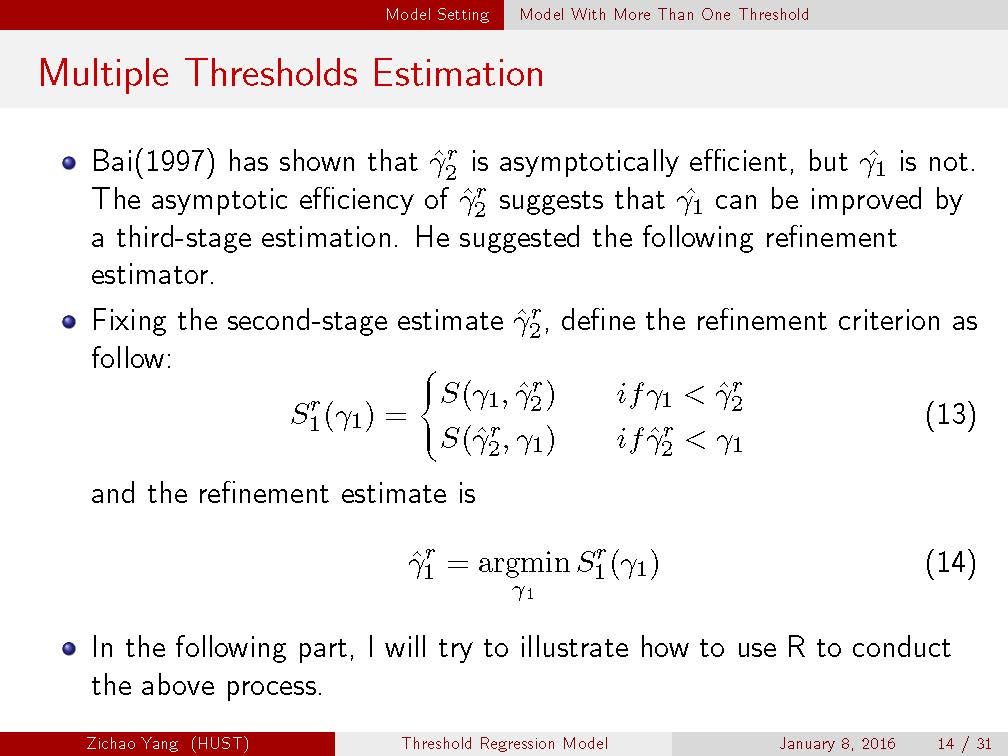 Model Setting Model With More Than One Threshold
Multiple Thresholds Estimation
Bai(1997) has shown that $\hat{\gamma}_2^r$ is asymptotically efficient, but $\hat{\gamma}_1$ is not.
The asymptotic efficiency of $\hat{\gamma}_2^r$ suggests that $\hat{\gamma}_1$ can be improved by
a third-stage estimation. He suggested the following refinement
estimator.
Fixing the second-stage estimate $\hat{\gamma}_2^r$, define the refinement criterion as
follow:
$S_1^r(\gamma_1) = \begin{cases} S(\gamma_1, \hat{\gamma}_2^r) & if \gamma_1 < \hat{\gamma}_2^r \\ S(\hat{\gamma}_2^r, \gamma_1) & if \hat{\gamma}_2^r < \gamma_1 \end{cases}$ (13)
and the refinement estimate is
$\hat{\gamma}_1^r = \underset{\gamma_1}{\text{argmin}}\, S_1^r(\gamma_1)$ (14)
In the following part, I will try to illustrate how to use R to conduct
the above process.
Zichao Yang (HUST) Threshold Regression Model January 8, 2016 14 / 31